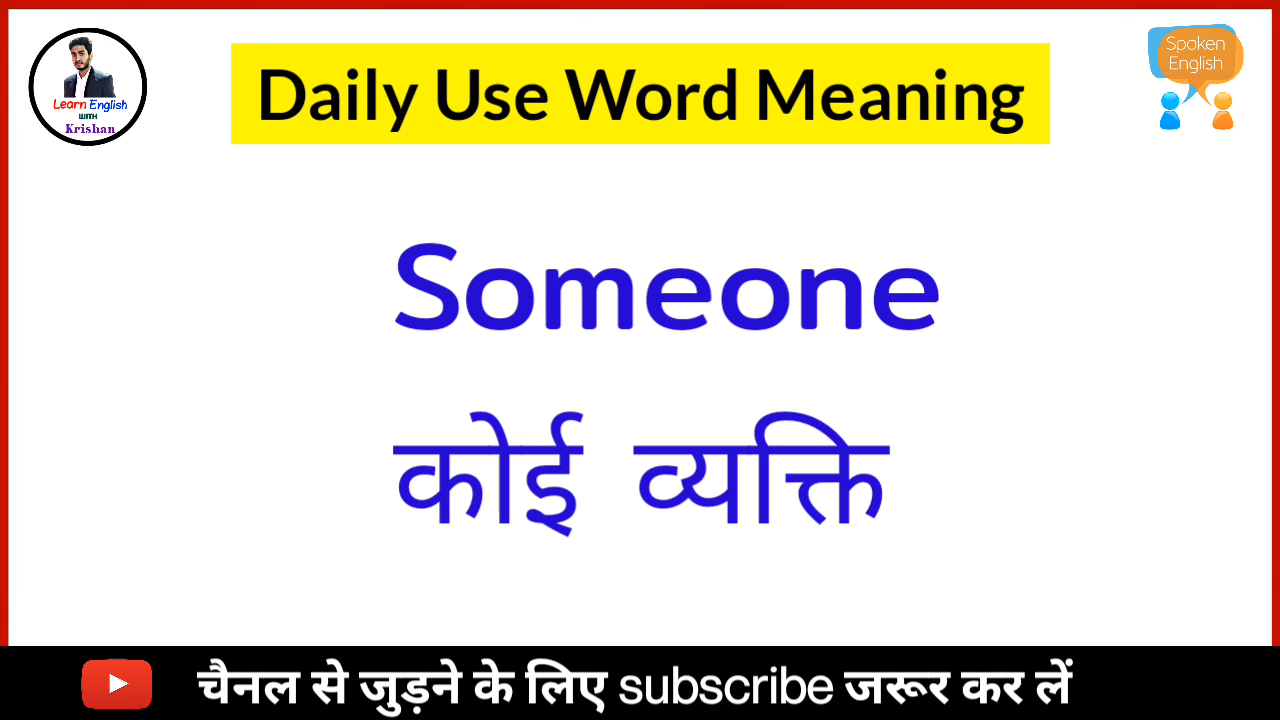 Learn English
WITH
Krishan
Daily Use Word Meaning
Spoken
English
Someone
कोई व्यक्ति
चैनल से जुड़ने के लिए subscribe जरूर कर लें